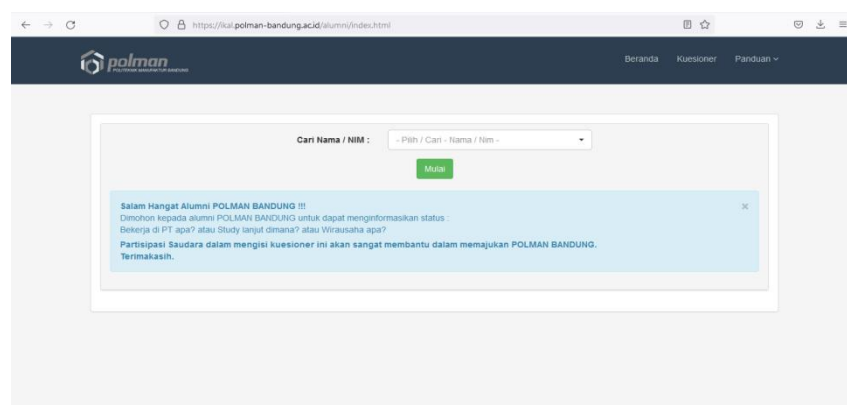 https://ikal.polman-bandung.ac.id/alumni/index.html
polman
POLITEKNIK MANUFAKTUR BANDUNG
Beranda Kuesioner Panduan
Cari Nama / NIM :
- Pilih / Cari - Nama / Nim -
Mulai
Salam Hangat Alumni POLMAN BANDUNG !!!
Dimohon kepada alumni POLMAN BANDUNG untuk dapat menginformasikan status :
Bekerja di PT apa? atau Study lanjut dimana? atau Wirausaha apa?
Partisipasi Saudara dalam mengisi kuesioner ini akan sangat membantu dalam memajukan POLMAN BANDUNG.
Terimakasih.